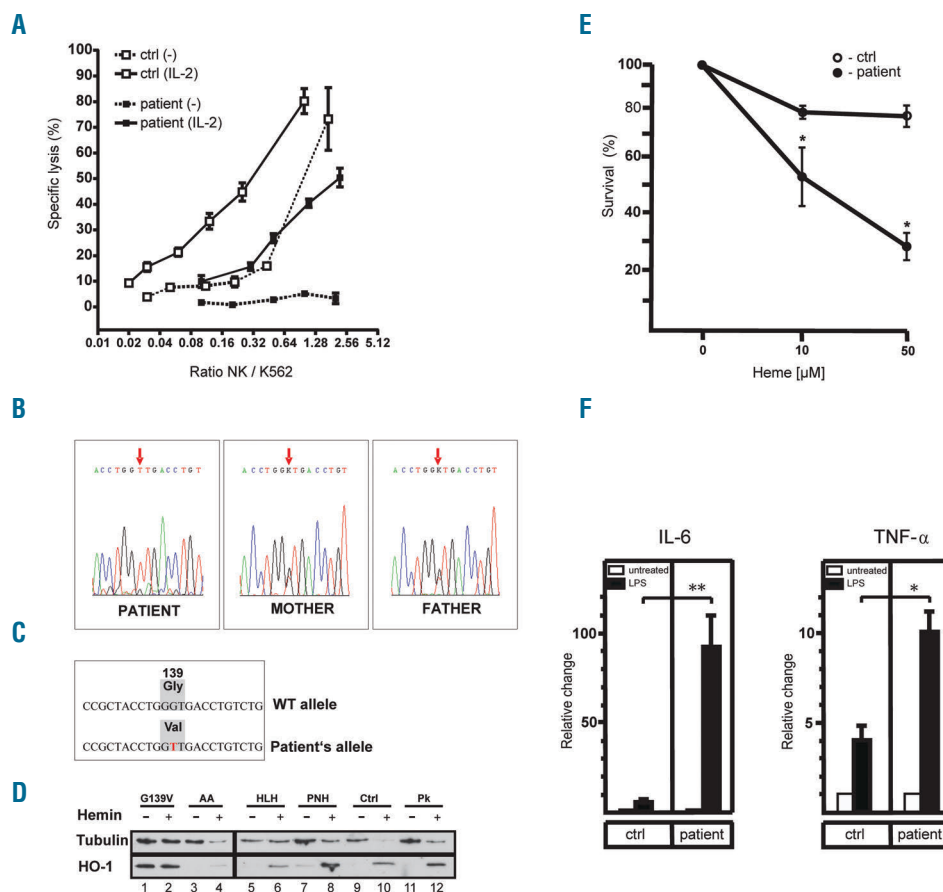 A
ctrl (-)
ctrl (IL-2)
patient (-)
patient (IL-2)
Specific lysis (%)
100
90
80
70
60
50
40
30
20
10
0
0.01 0.02 0.04 0.08 0.16 0.32 0.64 1.28 2.56 5.12
Ratio NK / K562
B
ACCTGGTTGACCTGT
PATIENT
ACCTGGKTGACCTGT
MOTHER
ACCTGGKTGACCTGT
FATHER
C
139
Gly
CCGCTACCTGGGTGACCTGTCTG WT allele
Val
CCGCTACCTGGTTGACCTGTCTG Patient's allele
D
G139V AA HLH PNH Ctrl Pk
Hemin - + - + - + - + - + - +
Tubulin
HO-1
1 2 3 4 5 6 7 8 9 10 11 12
E
- ctrl
- patient
Survival (%)
100
80
60
40
20
*
*
0 10 50
Heme [µM]
F
IL-6
untreated
LPS
**
Relative change
100
50
ctrl patient
TNF-α
untreated
LPS
*
Relative change
10
5
ctrl patient